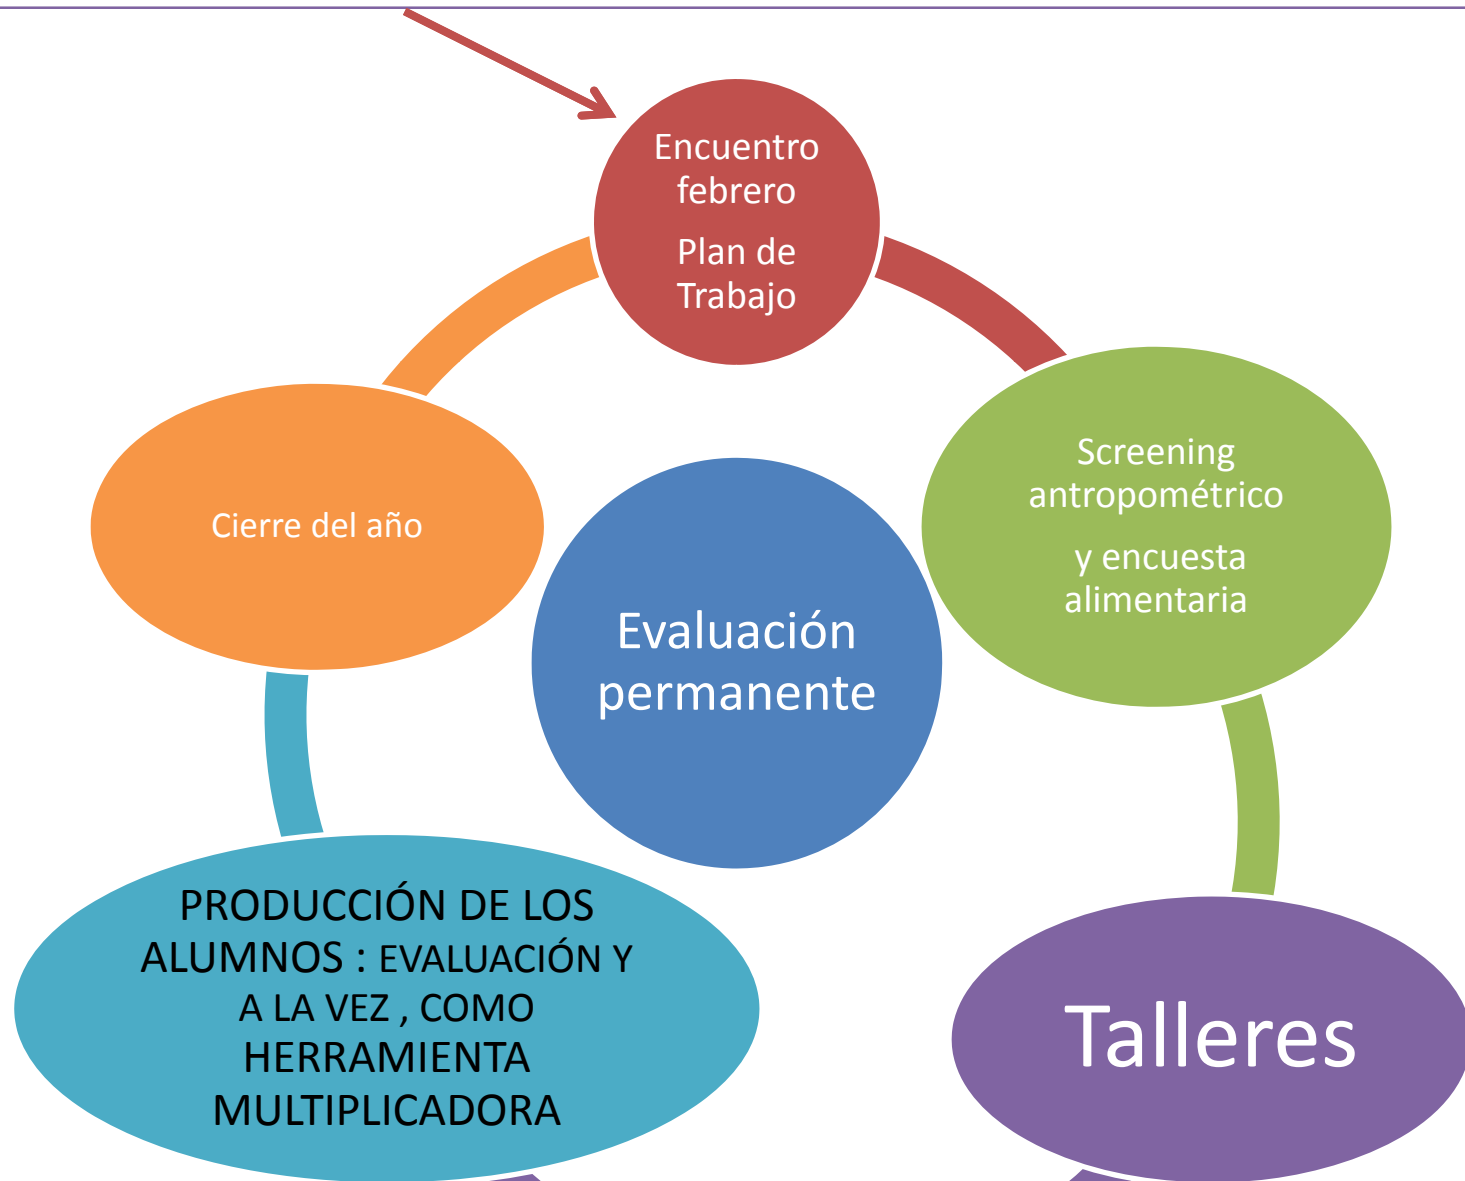 Encuentro
febrero
Plan de
Trabajo
Screening
antropométrico
y encuesta
alimentaria
Cierre del año
Evaluación
permanente
PRODUCCIÓN DE LOS
ALUMNOS : EVALUACIÓN Y
A LA VEZ , COMO
HERRAMIENTA
MULTIPLICADORA
Talleres